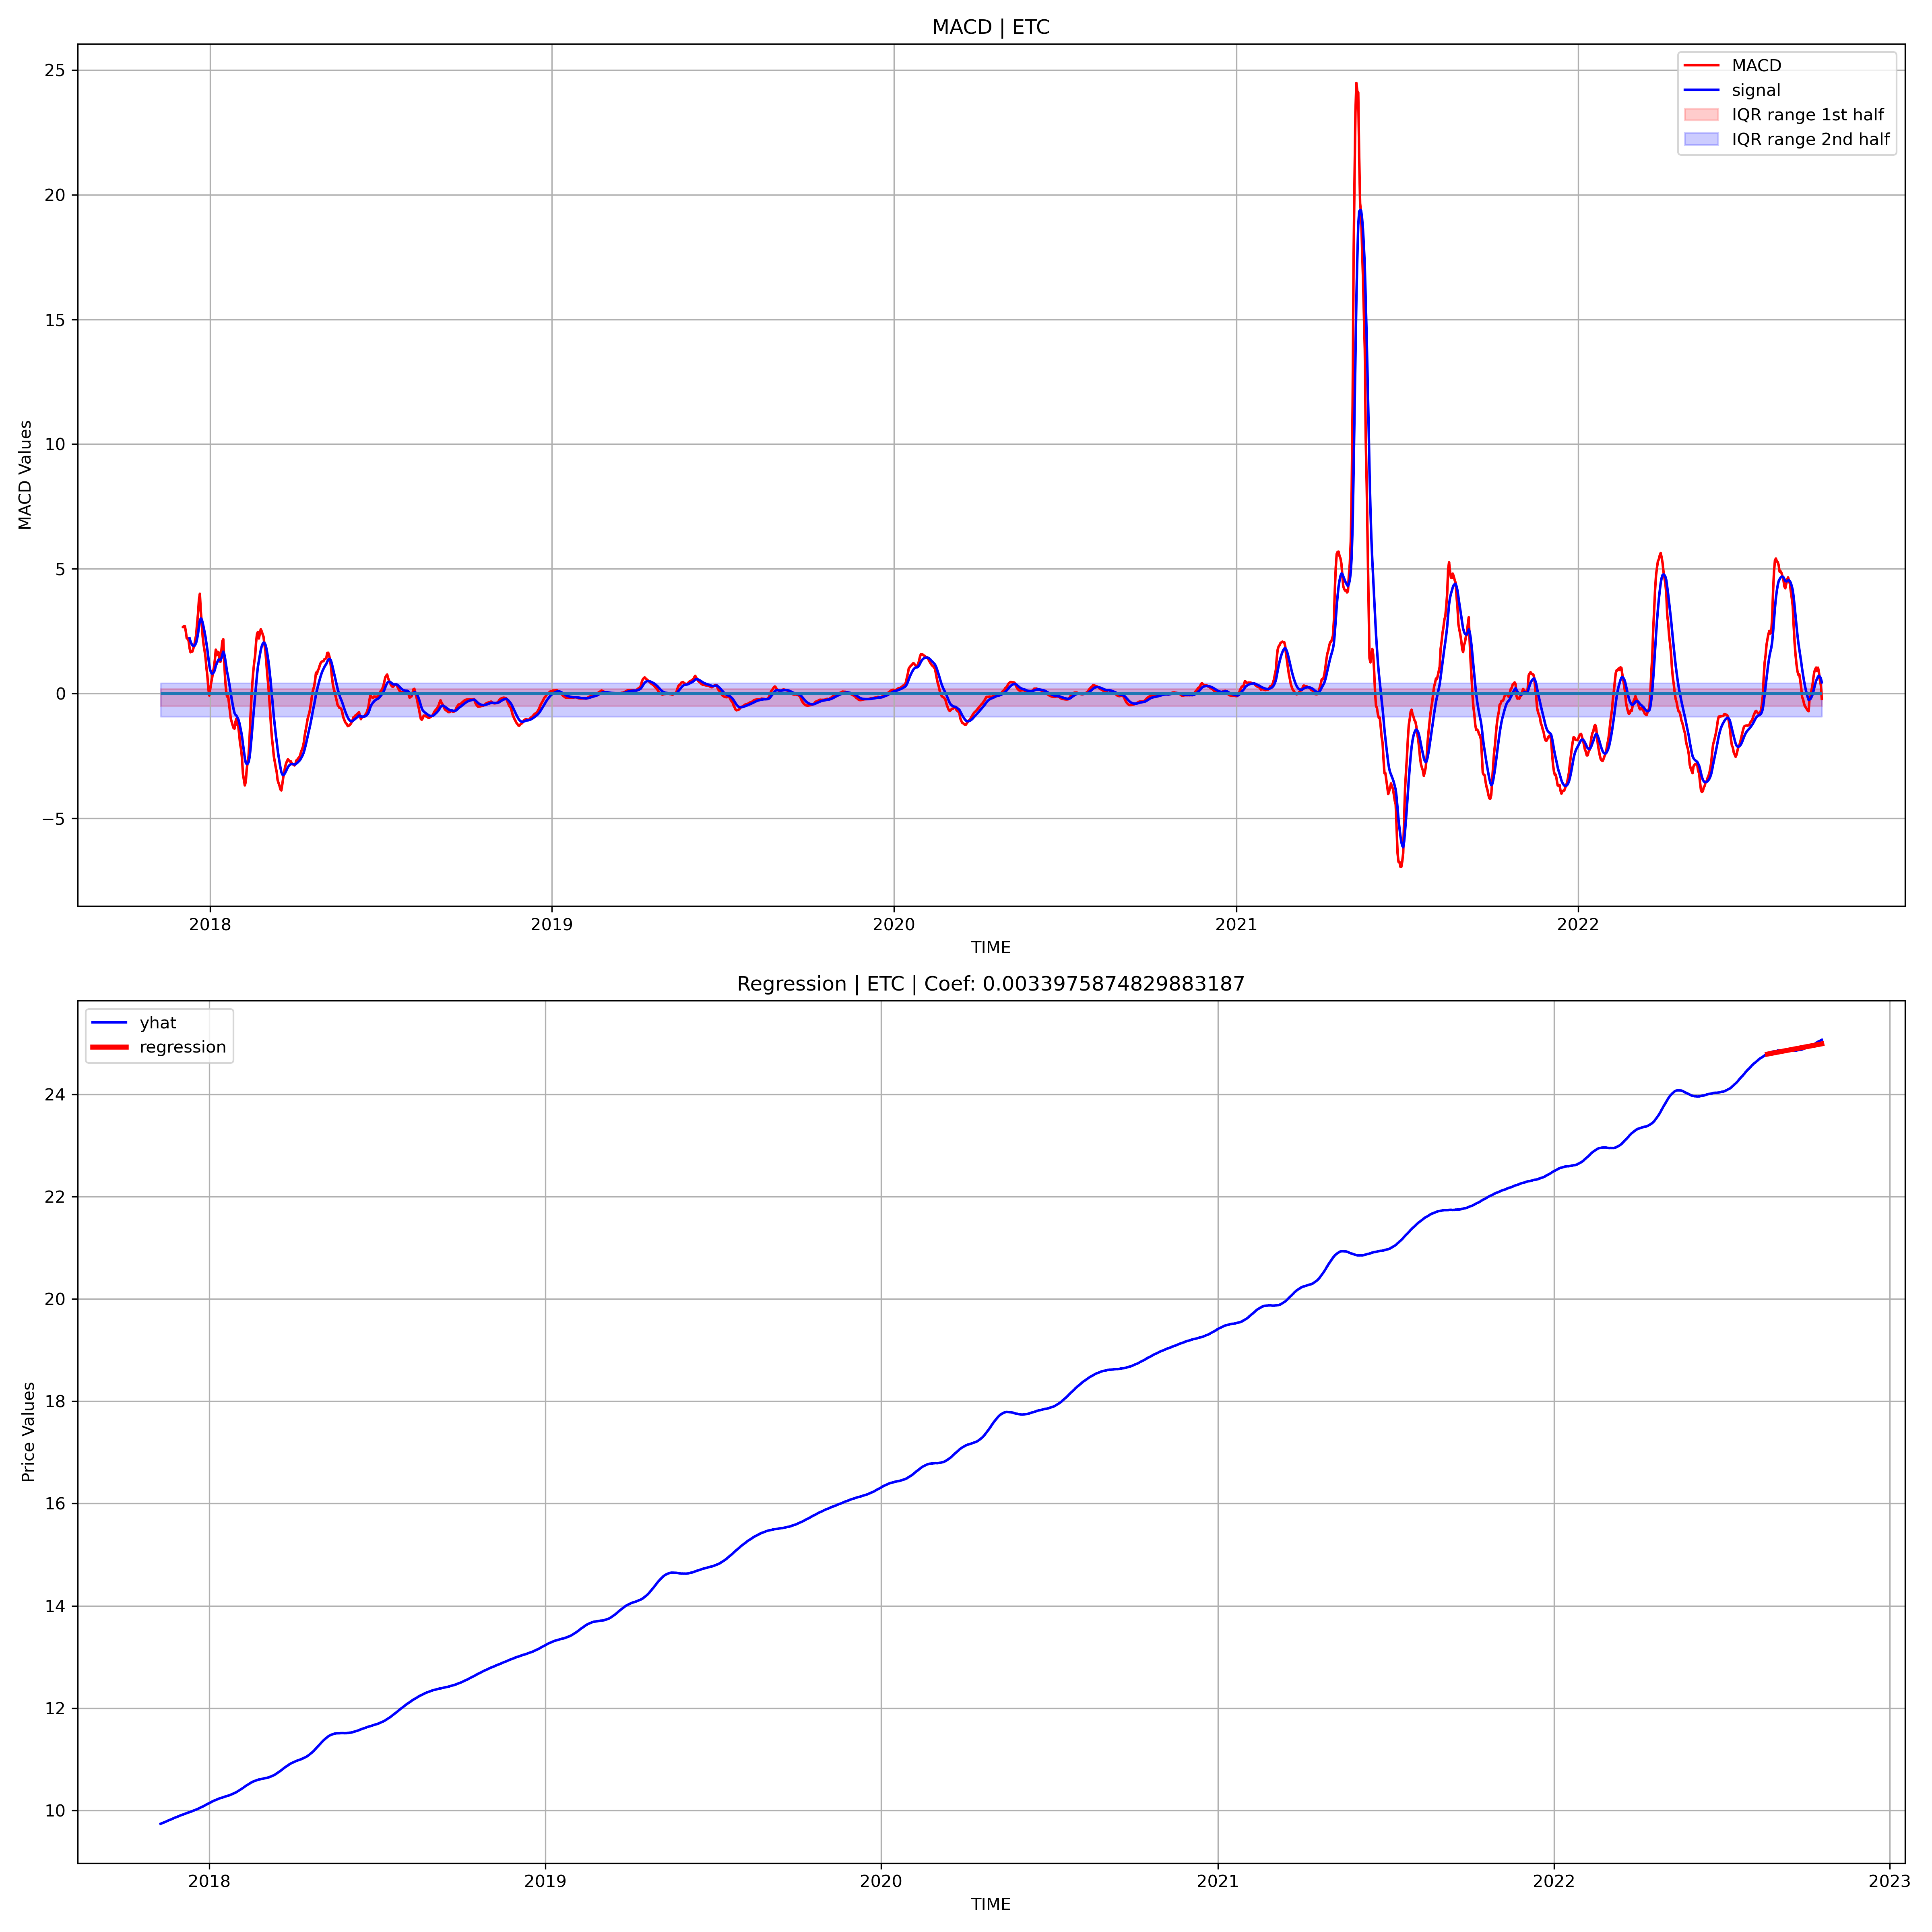 MACD | ETC
25
20
15
10
5
0
−5
MACD Values
MACD
signal
IQR range 1st half
IQR range 2nd half
2018
2019
2020
2021
2022
TIME
Regression | ETC | Coef: 0.0033975874829883187
yhat
regression
24
22
20
18
16
14
12
10
Price Values
2018
2019
2020
2021
2022
2023
TIME